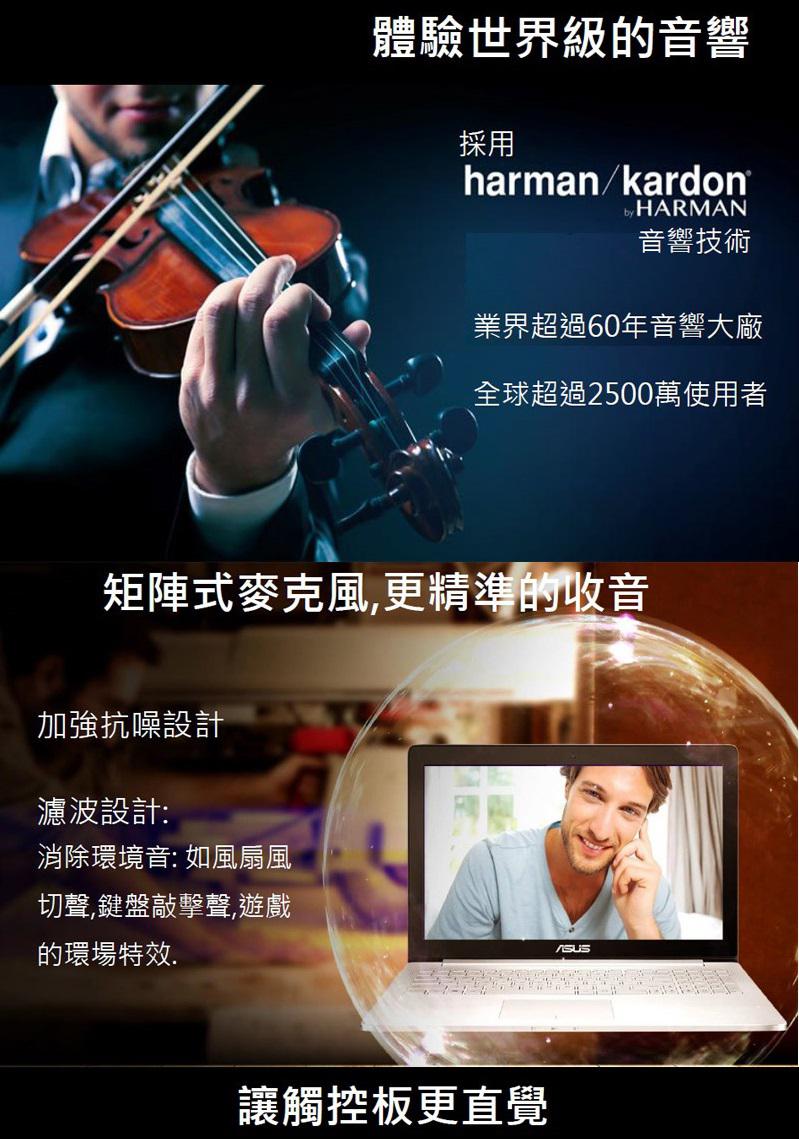 體驗世界級的音響
採用
harman/kardon®
by HARMAN
音響技術
業界超過60年音響大廠
全球超過2500萬使用者
矩陣式麥克風,更精準的收音
加強抗噪設計
濾波設計:
消除環境音: 如風扇風
切聲,鍵盤敲擊聲,遊戲
的環場特效.
ASUS
讓觸控板更直覺